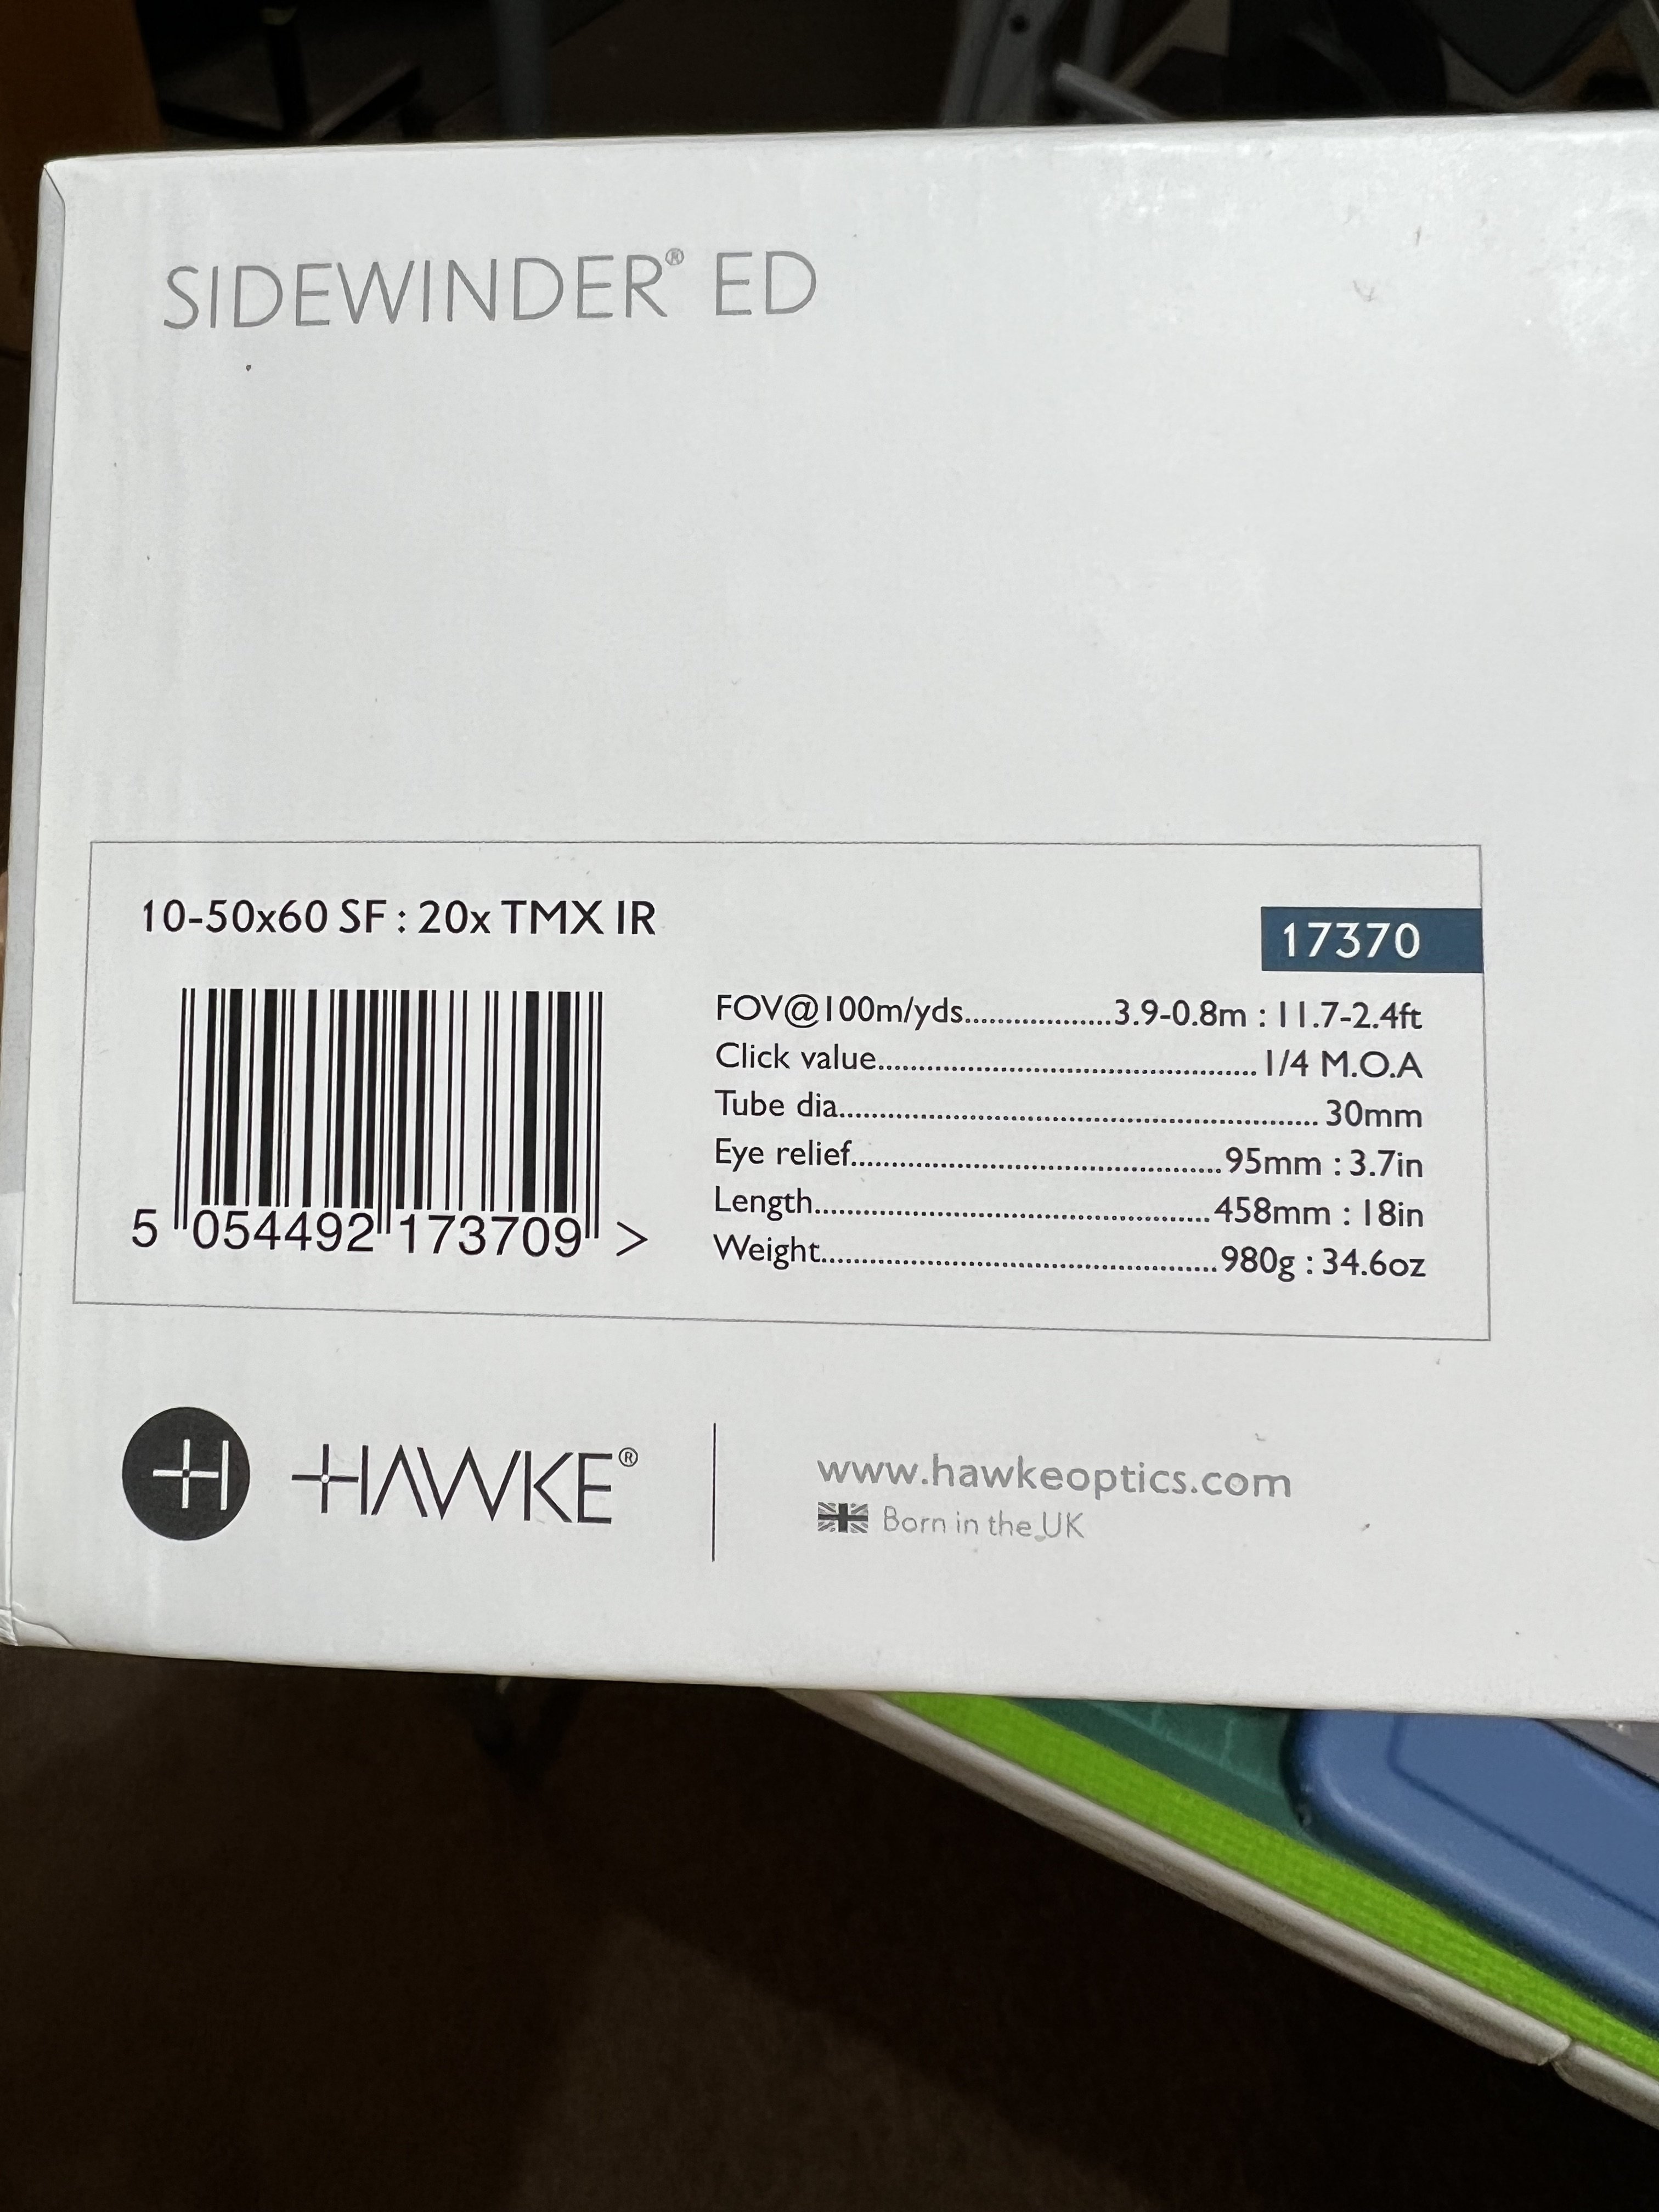 SIDEWINDER® ED
10-50x60 SF : 20x TMX IR
17370
FOV@100m/yds..................3.9-0.8m : 11.7-2.4ft
Click value...............................................1/4 M.O.A
Tube dia............................................................30mm
Eye relief..............................................95mm : 3.7in
Length.................................................458mm : 18in
Weight.................................................980g : 34.6oz
5 054492 173709 >
H HAWKE®
www.hawkeoptics.com
Born in the UK